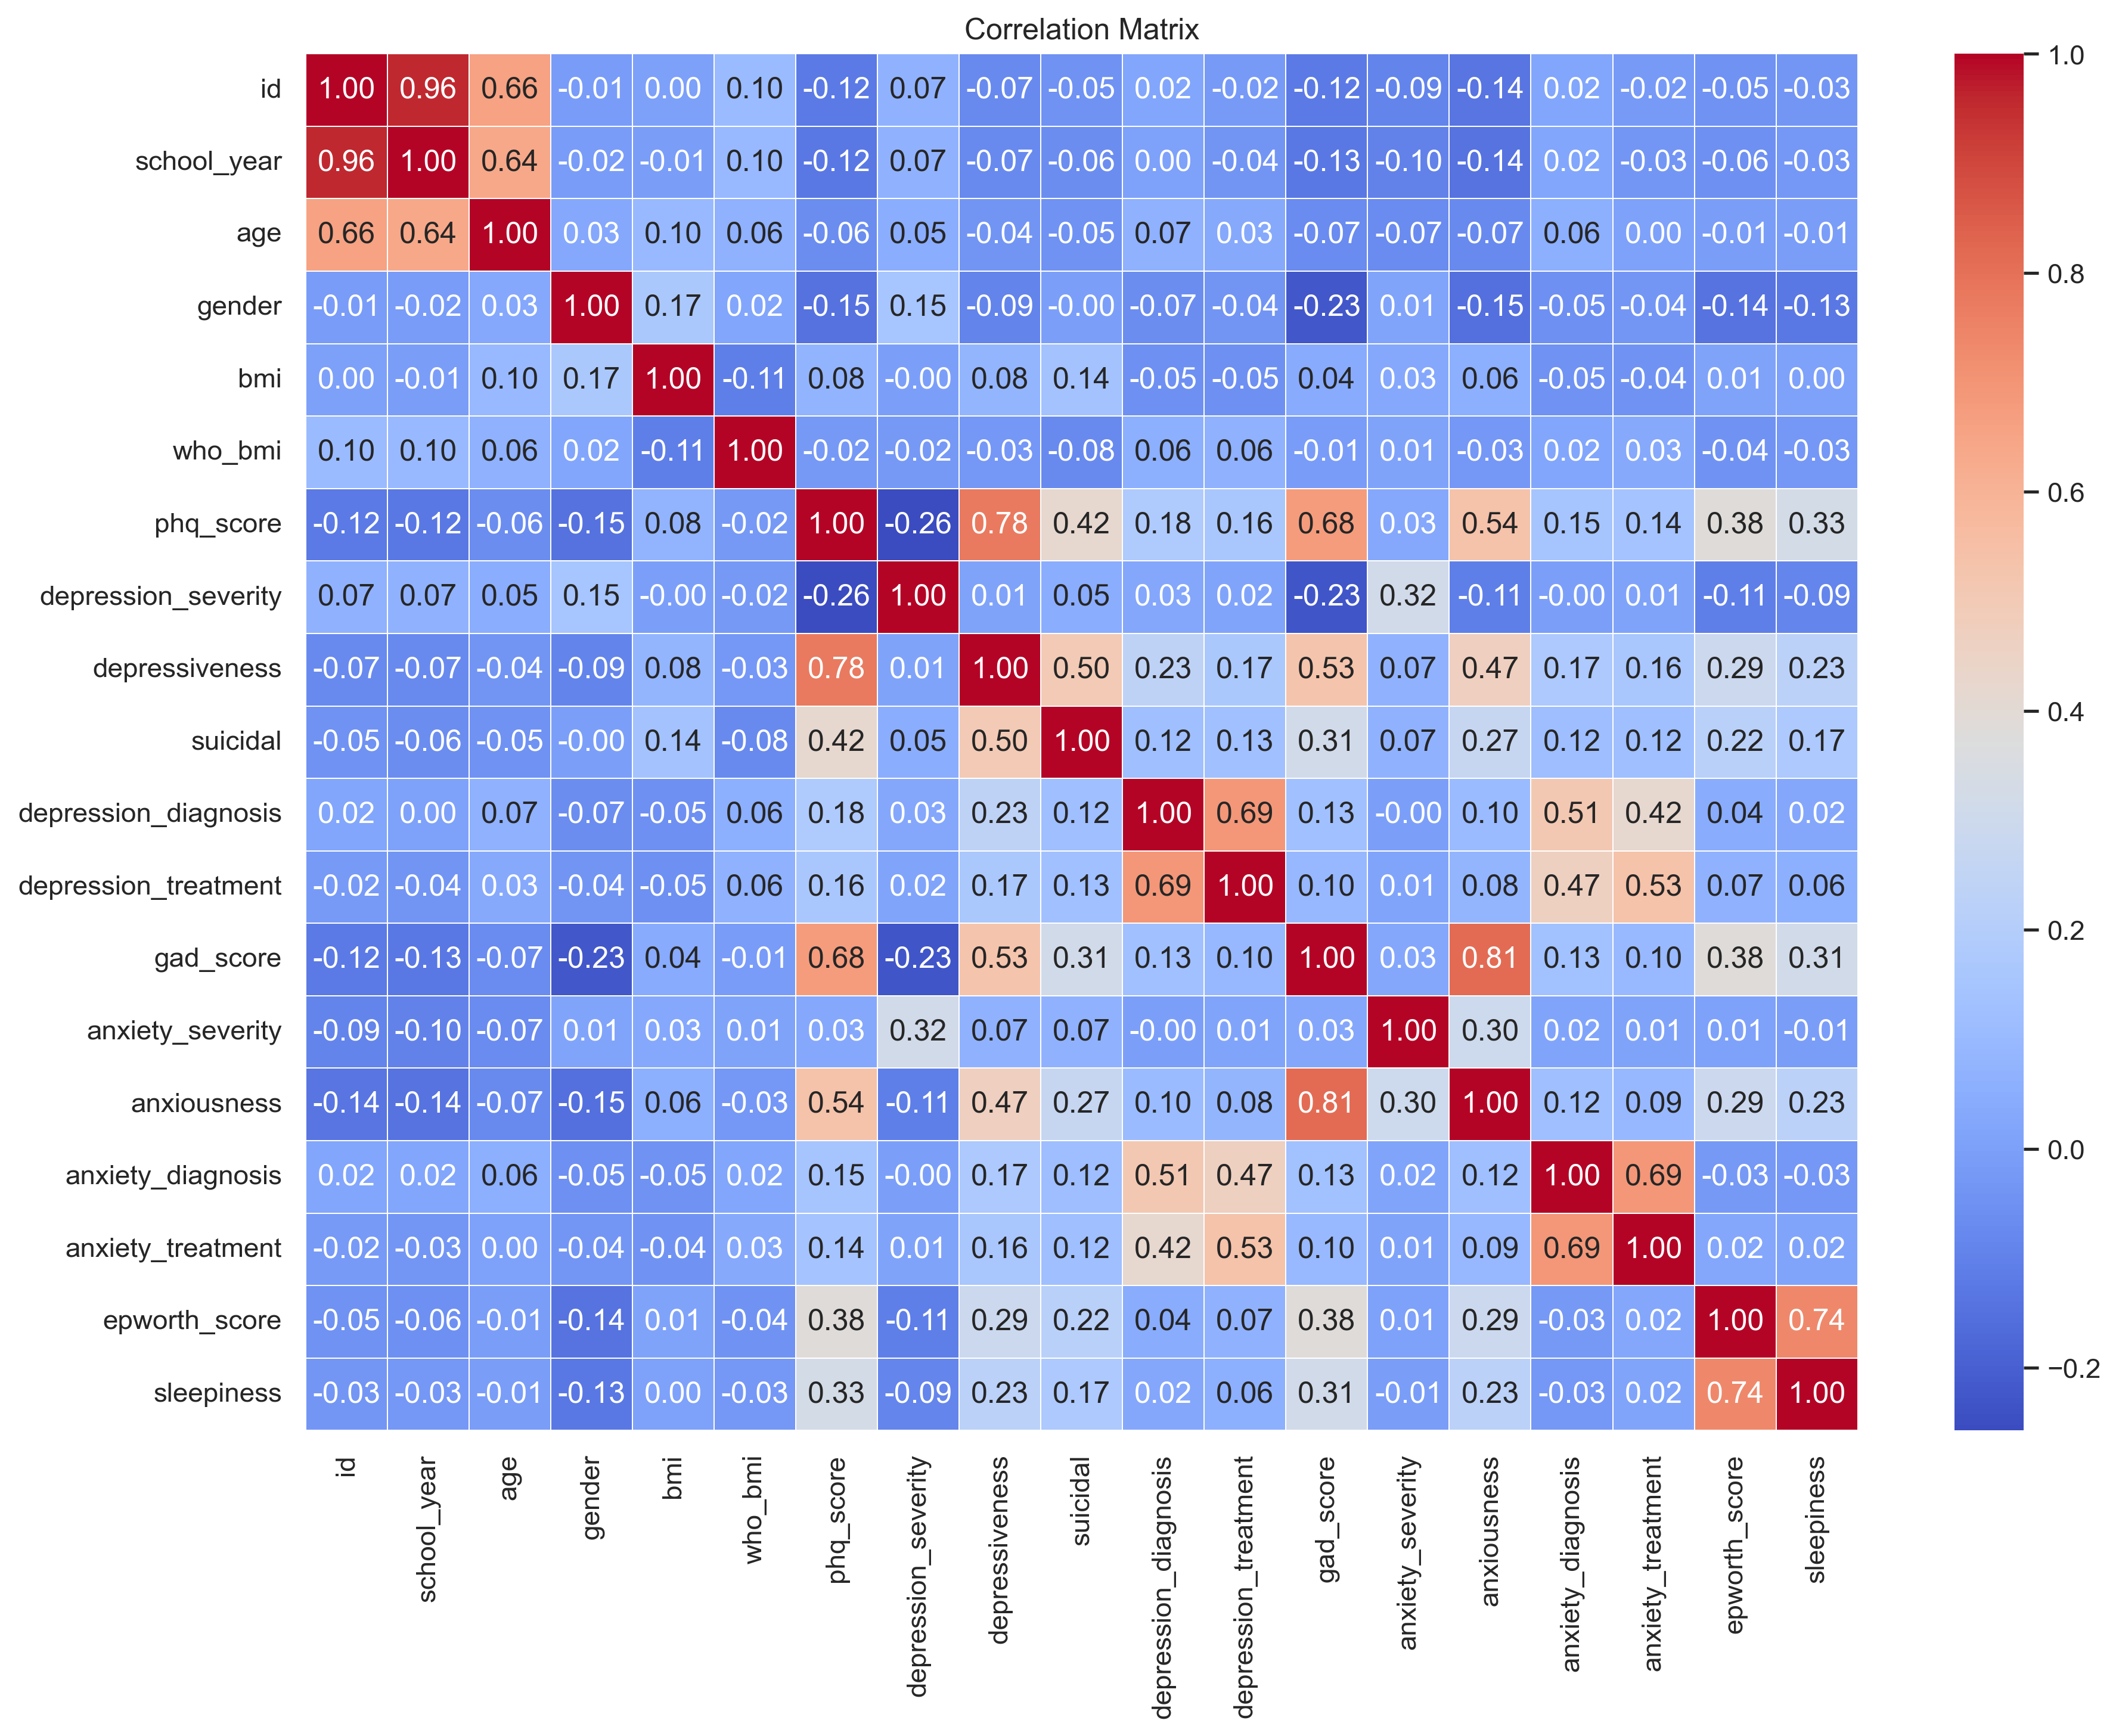 Correlation Matrix
id 1.00 0.96 0.66 -0.01 0.00 0.10 -0.12 0.07 -0.07 -0.05 0.02 -0.02 -0.12 -0.09 -0.14 0.02 -0.02 -0.05 -0.03
school_year 0.96 1.00 0.64 -0.02 -0.01 0.10 -0.12 0.07 -0.07 -0.06 0.00 -0.04 -0.13 -0.10 -0.14 0.02 -0.03 -0.06 -0.03
age 0.66 0.64 1.00 0.03 0.10 0.06 -0.06 0.05 -0.04 -0.05 0.07 0.03 -0.07 -0.07 -0.07 0.06 0.00 -0.01 -0.01
gender -0.01 -0.02 0.03 1.00 0.17 0.02 -0.15 0.15 -0.09 -0.00 -0.07 -0.04 -0.23 0.01 -0.15 -0.05 -0.04 -0.14 -0.13
bmi 0.00 -0.01 0.10 0.17 1.00 -0.11 0.08 -0.00 0.08 0.14 -0.05 -0.05 0.04 0.03 0.06 -0.05 -0.04 0.01 0.00
who_bmi 0.10 0.10 0.06 0.02 -0.11 1.00 -0.02 -0.02 -0.03 -0.08 0.06 0.06 -0.01 0.01 -0.03 0.02 0.03 -0.04 -0.03
phq_score -0.12 -0.12 -0.06 -0.15 0.08 -0.02 1.00 -0.26 0.78 0.42 0.18 0.16 0.68 0.03 0.54 0.15 0.14 0.38 0.33
depression_severity 0.07 0.07 0.05 0.15 -0.00 -0.02 -0.26 1.00 0.01 0.05 0.03 0.02 -0.23 0.32 -0.11 -0.00 0.01 -0.11 -0.09
depressiveness -0.07 -0.07 -0.04 -0.09 0.08 -0.03 0.78 0.01 1.00 0.50 0.23 0.17 0.53 0.07 0.47 0.17 0.16 0.29 0.23
suicidal -0.05 -0.06 -0.05 -0.00 0.14 -0.08 0.42 0.05 0.50 1.00 0.12 0.13 0.31 0.07 0.27 0.12 0.12 0.22 0.17
depression_diagnosis 0.02 0.00 0.07 -0.07 -0.05 0.06 0.18 0.03 0.23 0.12 1.00 0.69 0.13 -0.00 0.10 0.51 0.42 0.04 0.02
depression_treatment -0.02 -0.04 0.03 -0.04 -0.05 0.06 0.16 0.02 0.17 0.13 0.69 1.00 0.10 0.01 0.08 0.47 0.53 0.07 0.06
gad_score -0.12 -0.13 -0.07 -0.23 0.04 -0.01 0.68 -0.23 0.53 0.31 0.13 0.10 1.00 0.03 0.81 0.13 0.10 0.38 0.31
anxiety_severity -0.09 -0.10 -0.07 0.01 0.03 0.01 0.03 0.32 0.07 0.07 -0.00 0.01 0.03 1.00 0.30 0.02 0.01 0.01 -0.01
anxiousness -0.14 -0.14 -0.07 -0.15 0.06 -0.03 0.54 -0.11 0.47 0.27 0.10 0.08 0.81 0.30 1.00 0.12 0.09 0.29 0.23
anxiety_diagnosis 0.02 0.02 0.06 -0.05 -0.05 0.02 0.15 -0.00 0.17 0.12 0.51 0.47 0.13 0.02 0.12 1.00 0.69 -0.03 -0.03
anxiety_treatment -0.02 -0.03 0.00 -0.04 -0.04 0.03 0.14 0.01 0.16 0.12 0.42 0.53 0.10 0.01 0.09 0.69 1.00 0.02 0.02
epworth_score -0.05 -0.06 -0.01 -0.14 0.01 -0.04 0.38 -0.11 0.29 0.22 0.04 0.07 0.38 0.01 0.29 -0.03 0.02 1.00 0.74
sleepiness -0.03 -0.03 -0.01 -0.13 0.00 -0.03 0.33 -0.09 0.23 0.17 0.02 0.06 0.31 -0.01 0.23 -0.03 0.02 0.74 1.00
id
school_year
age
gender
bmi
who_bmi
phq_score
depression_severity
depressiveness
suicidal
depression_diagnosis
depression_treatment
gad_score
anxiety_severity
anxiousness
anxiety_diagnosis
anxiety_treatment
epworth_score
sleepiness
1.0
0.8
0.6
0.4
0.2
0.0
−0.2